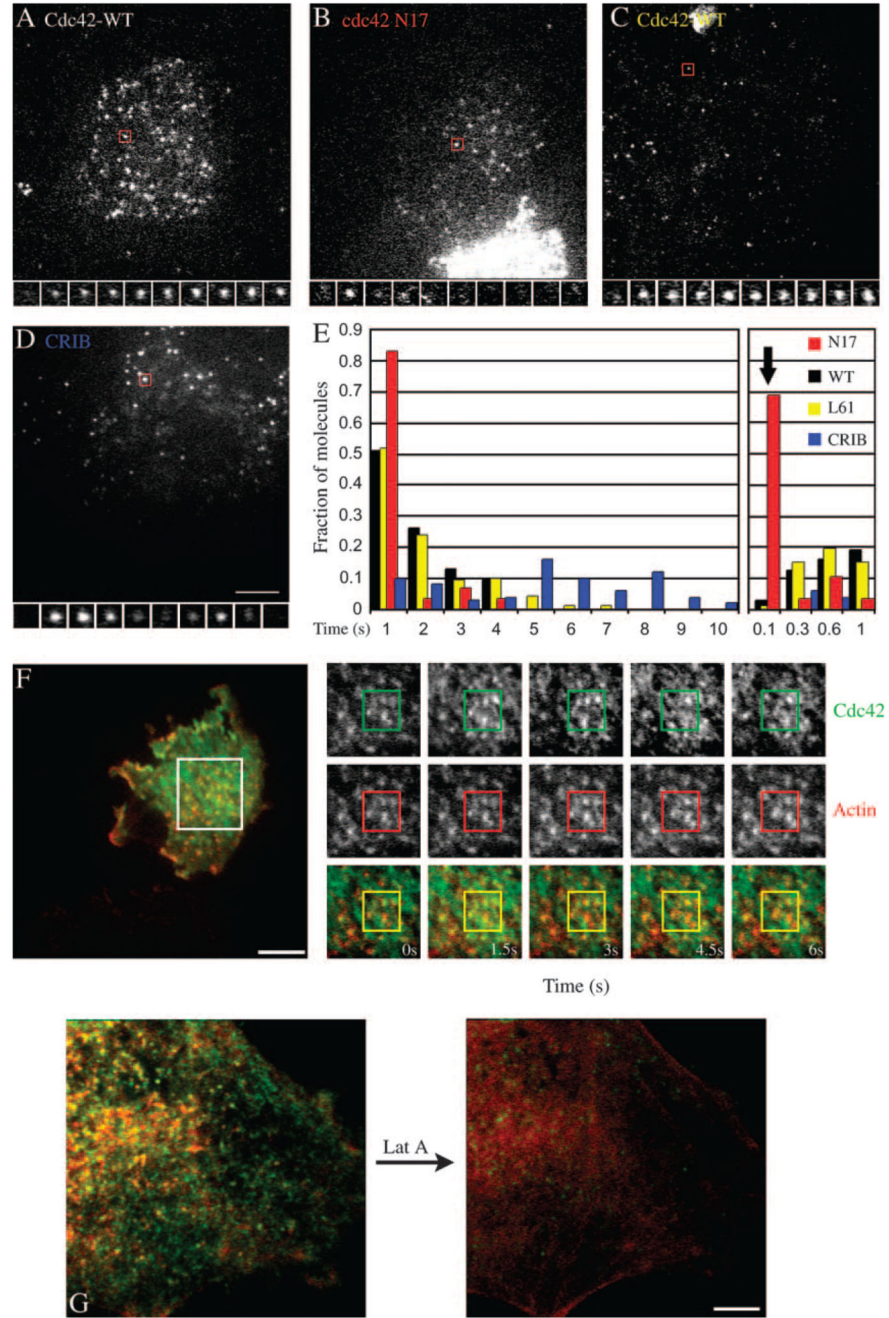 A Cdc42-WT
B cdc42 N17
C Cdc42-WT
D CRIB
E
0.9
0.8
0.7
0.6
0.5
0.4
0.3
0.2
0.1
0
Fraction of molecules
Time (s) 1 2 3 4 5 6 7 8 9 10
0.1 0.3 0.6 1
N17
WT
L61
CRIB
F
Cdc42
Actin
0s 1.5s 3s 4.5s 6s
Time (s)
Lat A
G